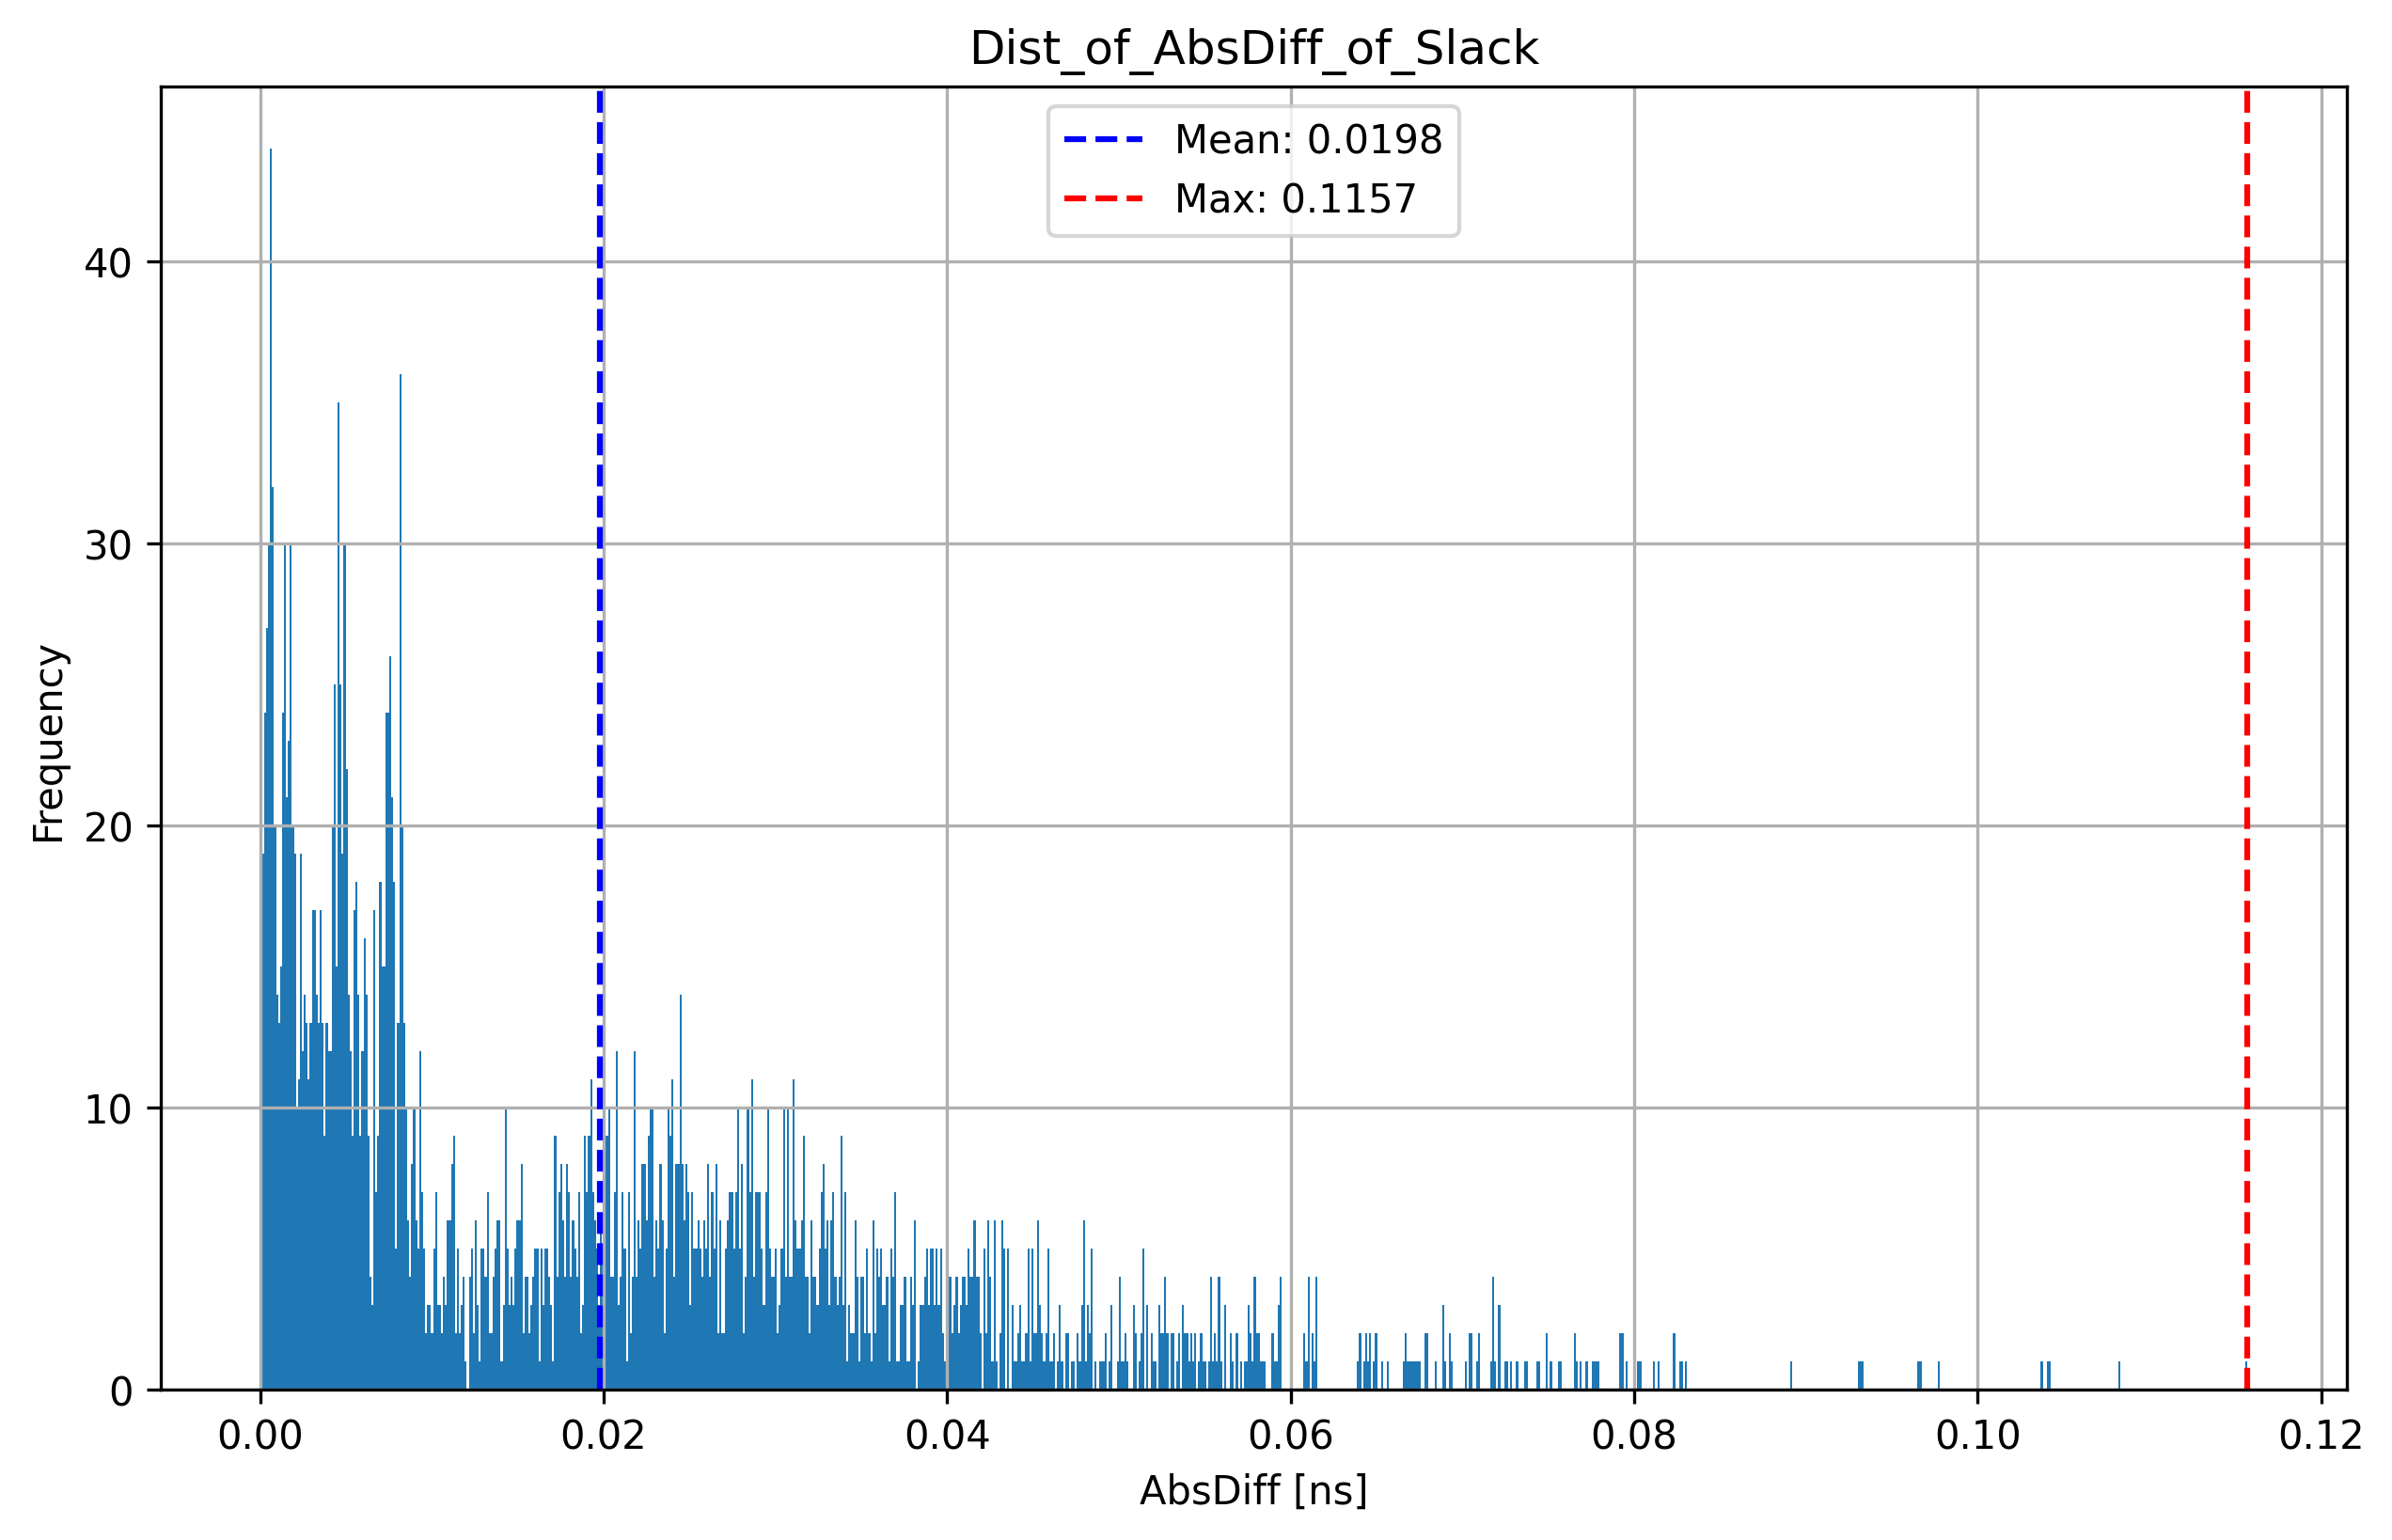 Dist_of_AbsDiff_of_Slack
Mean: 0.0198
Max: 0.1157
Frequency
40
30
20
10
0
0.00 0.02 0.04 0.06 0.08 0.10 0.12
AbsDiff [ns]